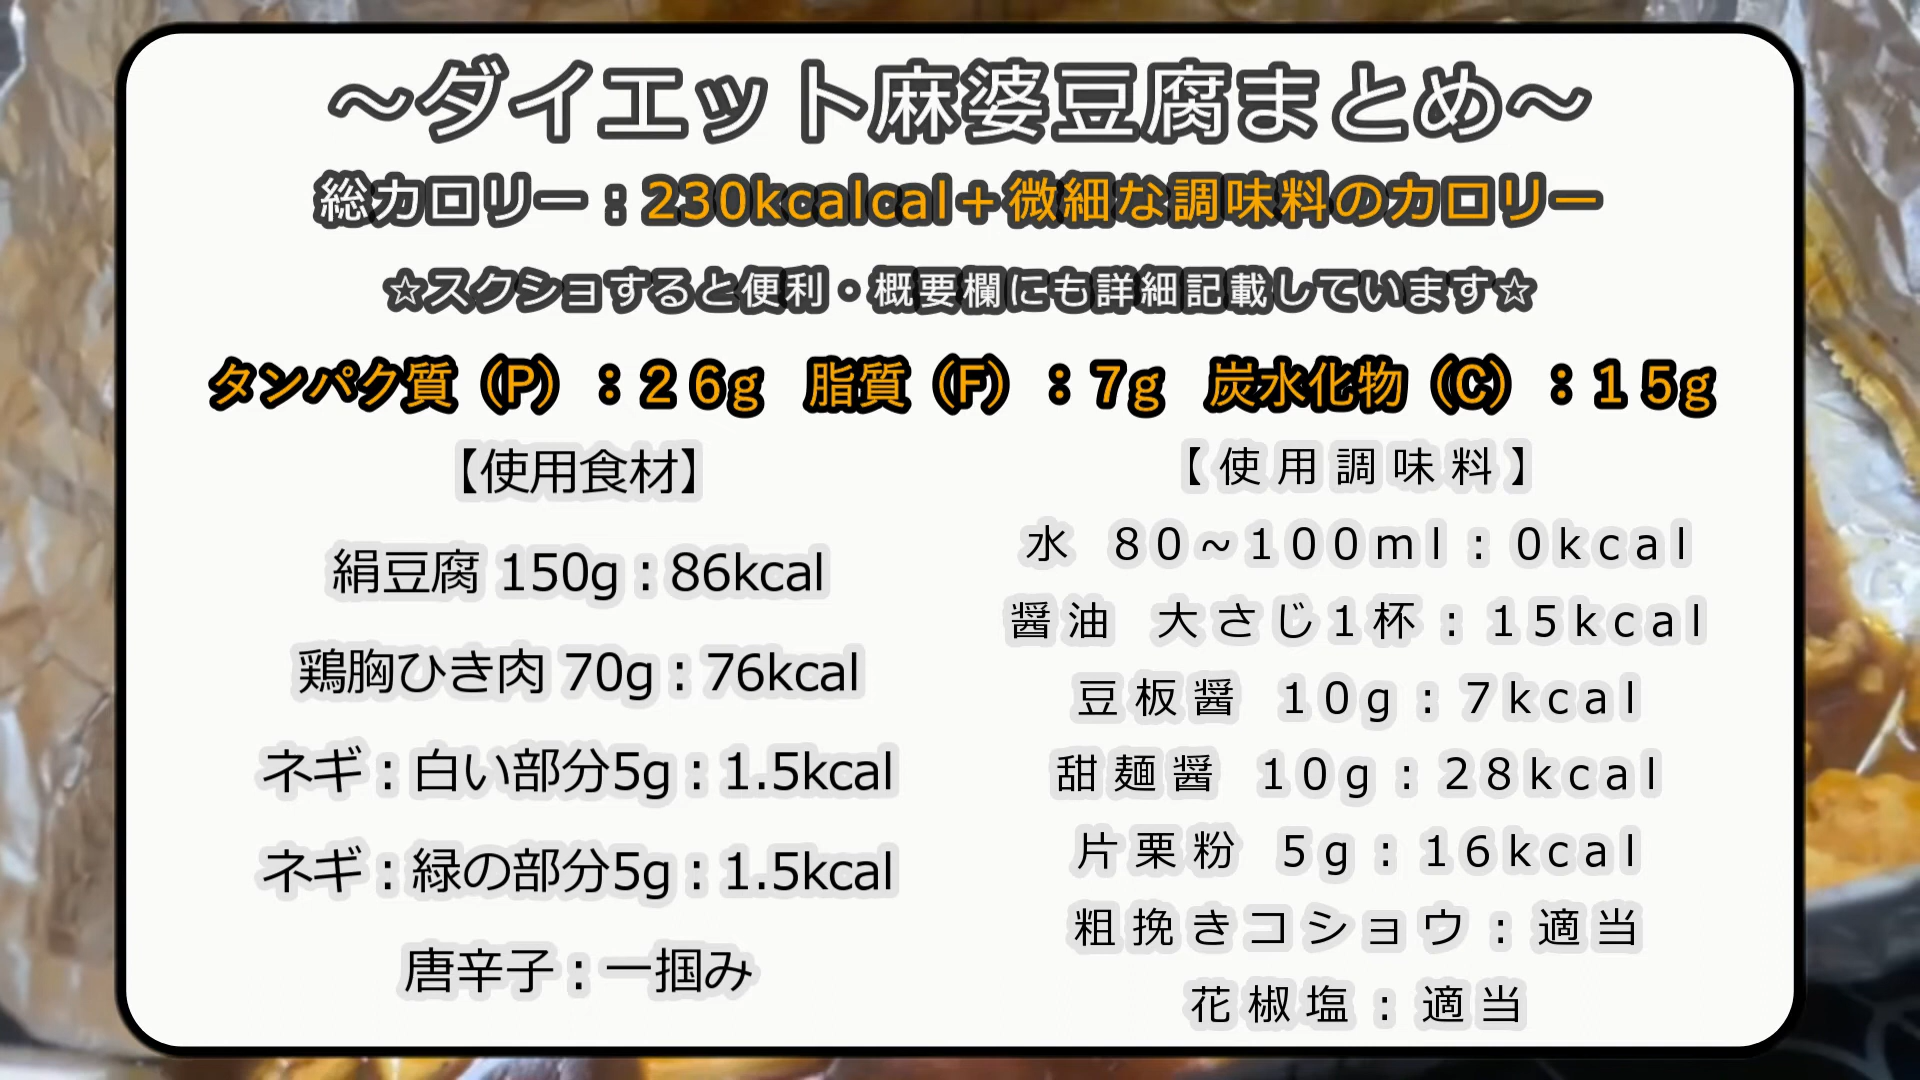 ～ダイエット麻婆豆腐まとめ～
総カロリー：230kcalcal＋微細な調味料のカロリー
☆スクショすると便利・概要欄にも詳細記載しています☆
タンパク質（P）：２６g　脂質（F）：７g　炭水化物（C）：１５g
【使用食材】
絹豆腐 150g：86kcal
鶏胸ひき肉 70g：76kcal
ネギ：白い部分5g：1.5kcal
ネギ：緑の部分5g：1.5kcal
唐辛子：一掴み
【使用調味料】
水 80~100ml：0kcal
醤油 大さじ1杯：15kcal
豆板醤 10g：7kcal
甜麺醤 10g：28kcal
片栗粉 5g：16kcal
粗挽きコショウ：適当
花椒塩：適当